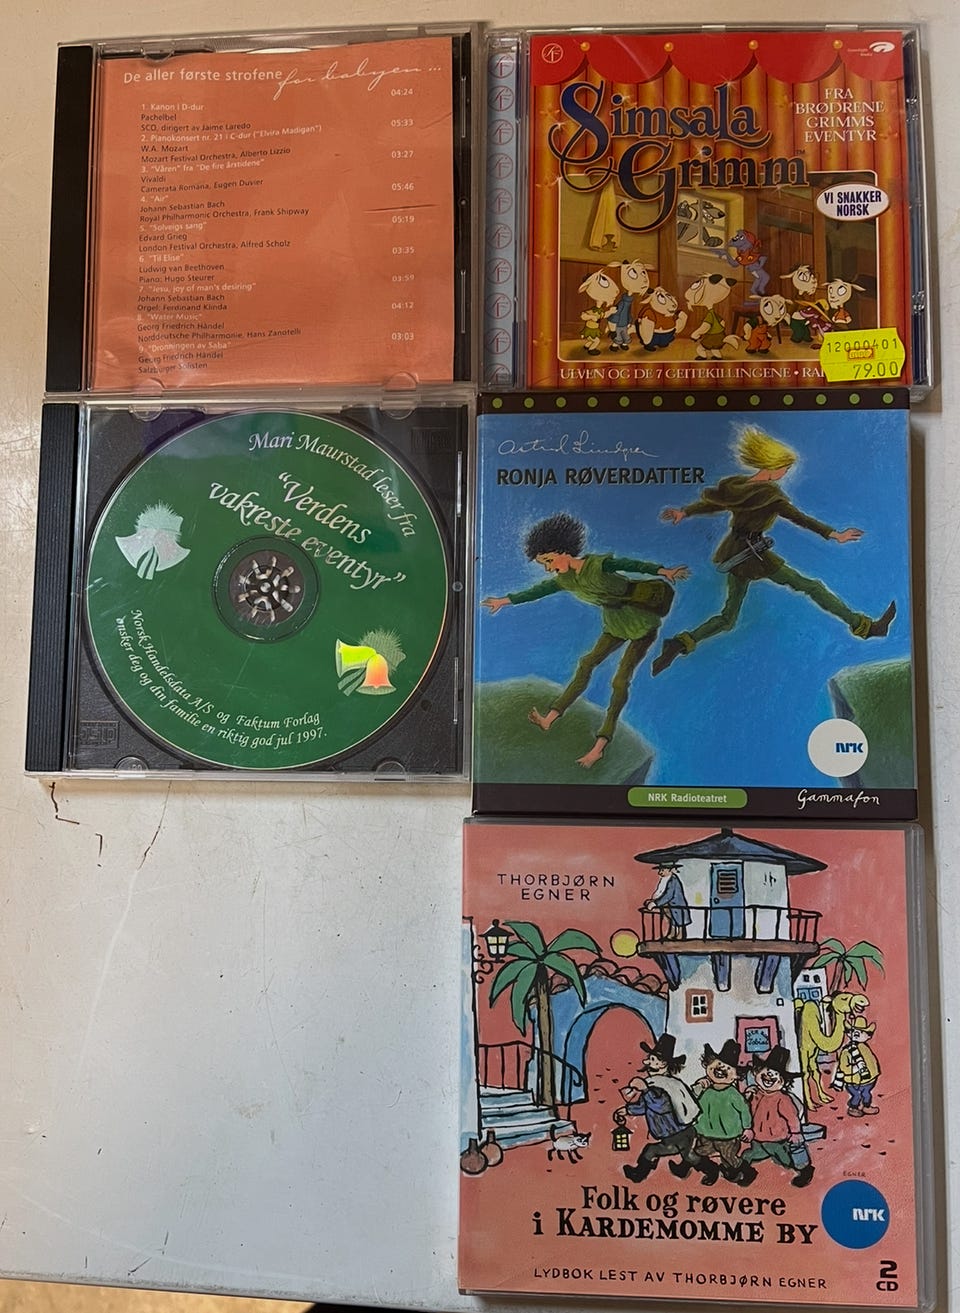 De aller første strofene for babyen ...
04:24
1. Kanon i D-dur
Pachelbel
SCO, dirigert av Jaime Laredo
05:33
2. Pianokonsert nr. 21 i C-dur ("Elvira Madigan")
W.A. Mozart
Mozart Festival Orchestra, Alberto Lizzio
03:27
3. "Våren" fra "De fire årstidene"
Vivaldi
Camerata Romana, Eugen Duvier
05:46
4. "Air"
Johann Sebastian Bach
Royal Philharmonic Orchestra, Frank Shipway
05:19
5. "Solveigs sang"
Edvard Grieg
London Festival Orchestra, Alfred Scholz
03:35
6. "Til Elise"
Ludwig van Beethoven
Piano: Hugo Steurer
03:59
7. "Jesu, joy of man's desiring"
Johann Sebastian Bach
Orgel: Ferdinand Klinda
04:12
8. "Water Music"
Georg Friedrich Händel
Norddeutsche Philharmonie, Hans Zanotelli
03:03
9. "Dronningen av Saba"
Georg Friedrich Händel
Salzburger Solisten
SF
Simsala
Grimm
TM
FRA
BRØDRENE
GRIMMS
EVENTYR
VI SNAKKER
NORSK
12000401
79.00
ULVEN OG DE 7 GEITEKILLINGENE • RA
Mari Maurstad leser fra
"Verdens
vakreste eventyr"
Norsk Handelsdata A/S og Faktum Forlag
ønsker deg og din familie en riktig god jul 1997.
Astrid Lindgren
RONJA RØVERDATTER
NRK
NRK Radioteatret
Gammafon
THORBJØRN
EGNER
Tobias
EGNER
Folk og røvere
i KARDEMOMME BY
NRK
LYDBOK LEST AV THORBJØRN EGNER
2
CD